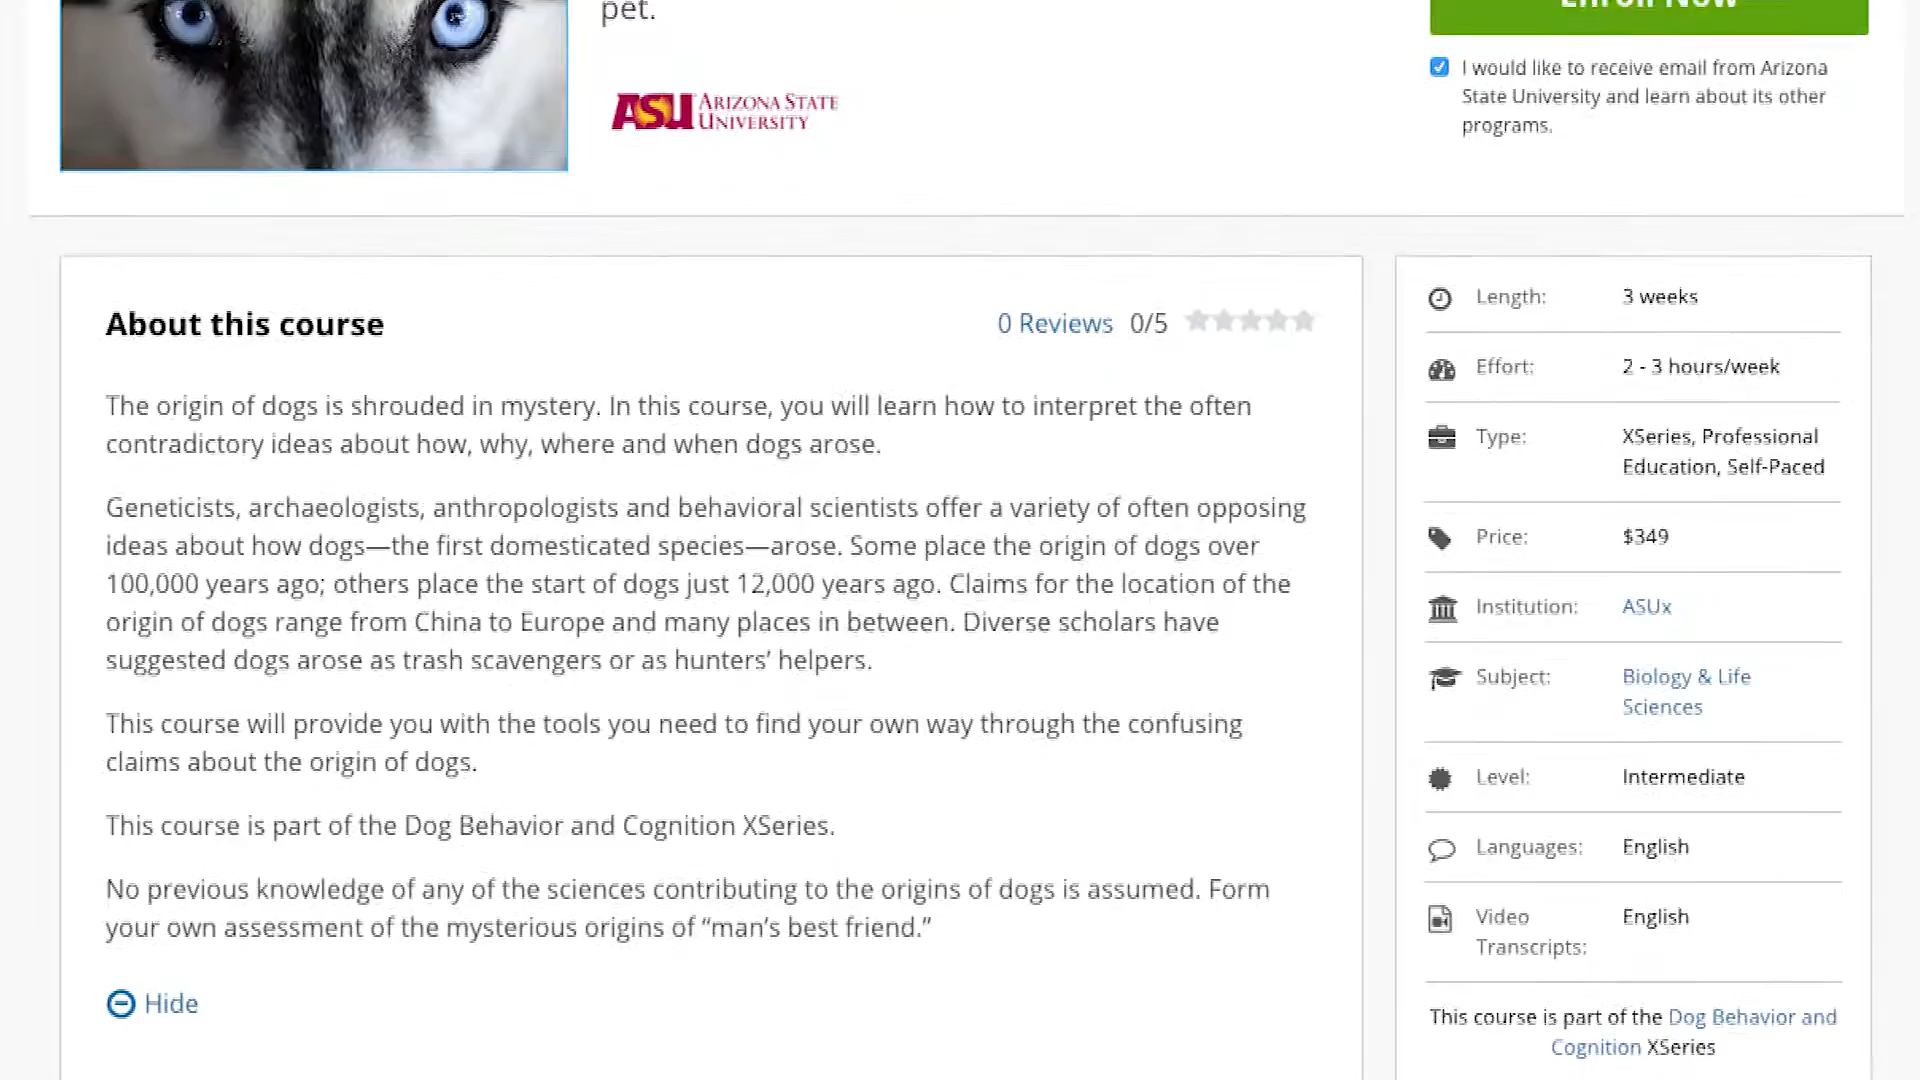 pet.
Enroll Now
ASU ARIZONA STATE
UNIVERSITY
I would like to receive email from Arizona
State University and learn about its other
programs.
About this course
0 Reviews 0/5
The origin of dogs is shrouded in mystery. In this course, you will learn how to interpret the often
contradictory ideas about how, why, where and when dogs arose.
Geneticists, archaeologists, anthropologists and behavioral scientists offer a variety of often opposing
ideas about how dogs—the first domesticated species—arose. Some place the origin of dogs over
100,000 years ago; others place the start of dogs just 12,000 years ago. Claims for the location of the
origin of dogs range from China to Europe and many places in between. Diverse scholars have
suggested dogs arose as trash scavengers or as hunters’ helpers.
This course will provide you with the tools you need to find your own way through the confusing
claims about the origin of dogs.
This course is part of the Dog Behavior and Cognition XSeries.
No previous knowledge of any of the sciences contributing to the origins of dogs is assumed. Form
your own assessment of the mysterious origins of “man’s best friend.”
Hide
Length: 3 weeks
Effort: 2 - 3 hours/week
Type: XSeries, Professional
Education, Self-Paced
Price: $349
Institution: ASUx
Subject: Biology & Life
Sciences
Level: Intermediate
Languages: English
Video English
Transcripts:
This course is part of the Dog Behavior and
Cognition XSeries